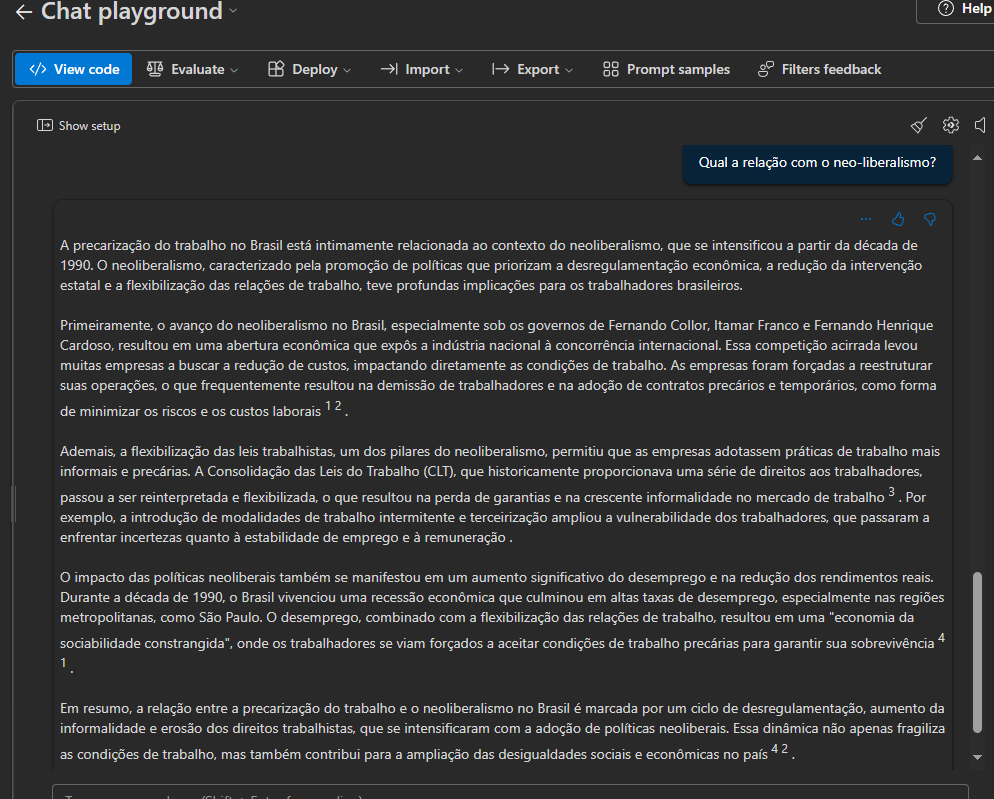 Chat playground
Help
View code
Evaluate
Deploy
Import
Export
Prompt samples
Filters feedback
Show setup
Qual a relação com o neo-liberalismo?
A precarização do trabalho no Brasil está intimamente relacionada ao contexto do neoliberalismo, que se intensificou a partir da década de
1990. O neoliberalismo, caracterizado pela promoção de políticas que priorizam a desregulamentação econômica, a redução da intervenção
estatal e a flexibilização das relações de trabalho, teve profundas implicações para os trabalhadores brasileiros.
Primeiramente, o avanço do neoliberalismo no Brasil, especialmente sob os governos de Fernando Collor, Itamar Franco e Fernando Henrique
Cardoso, resultou em uma abertura econômica que expôs a indústria nacional à concorrência internacional. Essa competição acirrada levou
muitas empresas a buscar a redução de custos, impactando diretamente as condições de trabalho. As empresas foram forçadas a reestruturar
suas operações, o que frequentemente resultou na demissão de trabalhadores e na adoção de contratos precários e temporários, como forma
de minimizar os riscos e os custos laborais 1 2 .
Ademais, a flexibilização das leis trabalhistas, um dos pilares do neoliberalismo, permitiu que as empresas adotassem práticas de trabalho mais
informais e precárias. A Consolidação das Leis do Trabalho (CLT), que historicamente proporcionava uma série de direitos aos trabalhadores,
passou a ser reinterpretada e flexibilizada, o que resultou na perda de garantias e na crescente informalidade no mercado de trabalho 3 . Por
exemplo, a introdução de modalidades de trabalho intermitente e terceirização ampliou a vulnerabilidade dos trabalhadores, que passaram a
enfrentar incertezas quanto à estabilidade de emprego e à remuneração .
O impacto das políticas neoliberais também se manifestou em um aumento significativo do desemprego e na redução dos rendimentos reais.
Durante a década de 1990, o Brasil vivenciou uma recessão econômica que culminou em altas taxas de desemprego, especialmente nas regiões
metropolitanas, como São Paulo. O desemprego, combinado com a flexibilização das relações de trabalho, resultou em uma "economia da
sociabilidade constrangida", onde os trabalhadores se viam forçados a aceitar condições de trabalho precárias para garantir sua sobrevivência 4
1 .
Em resumo, a relação entre a precarização do trabalho e o neoliberalismo no Brasil é marcada por um ciclo de desregulamentação, aumento da
informalidade e erosão dos direitos trabalhistas, que se intensificaram com a adoção de políticas neoliberais. Essa dinâmica não apenas fragiliza
as condições de trabalho, mas também contribui para a ampliação das desigualdades sociais e econômicas no país 4 2 .